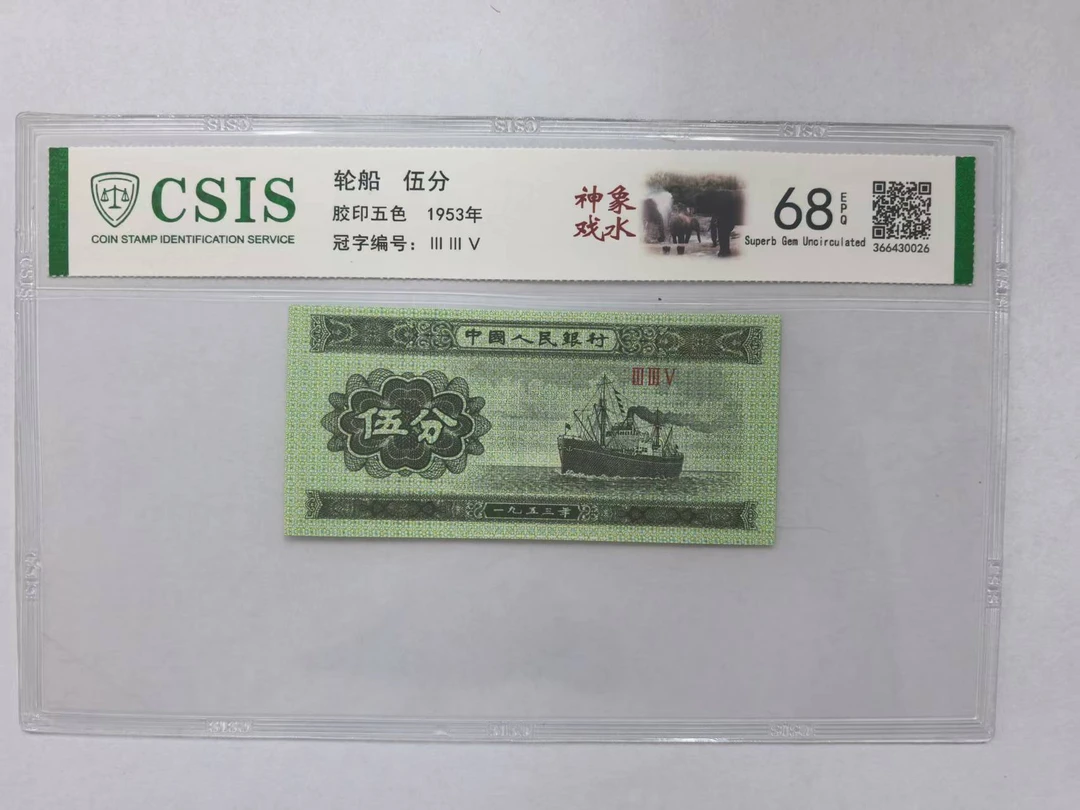 CSIS
COIN STAMP IDENTIFICATION SERVICE
轮船 伍分
胶印五色 1953年
冠字编号: III III V
神象
戏水
68
EPQ
Superb Gem Uncirculated
366430026
中國人民銀行
III III V
伍分
一九五三年